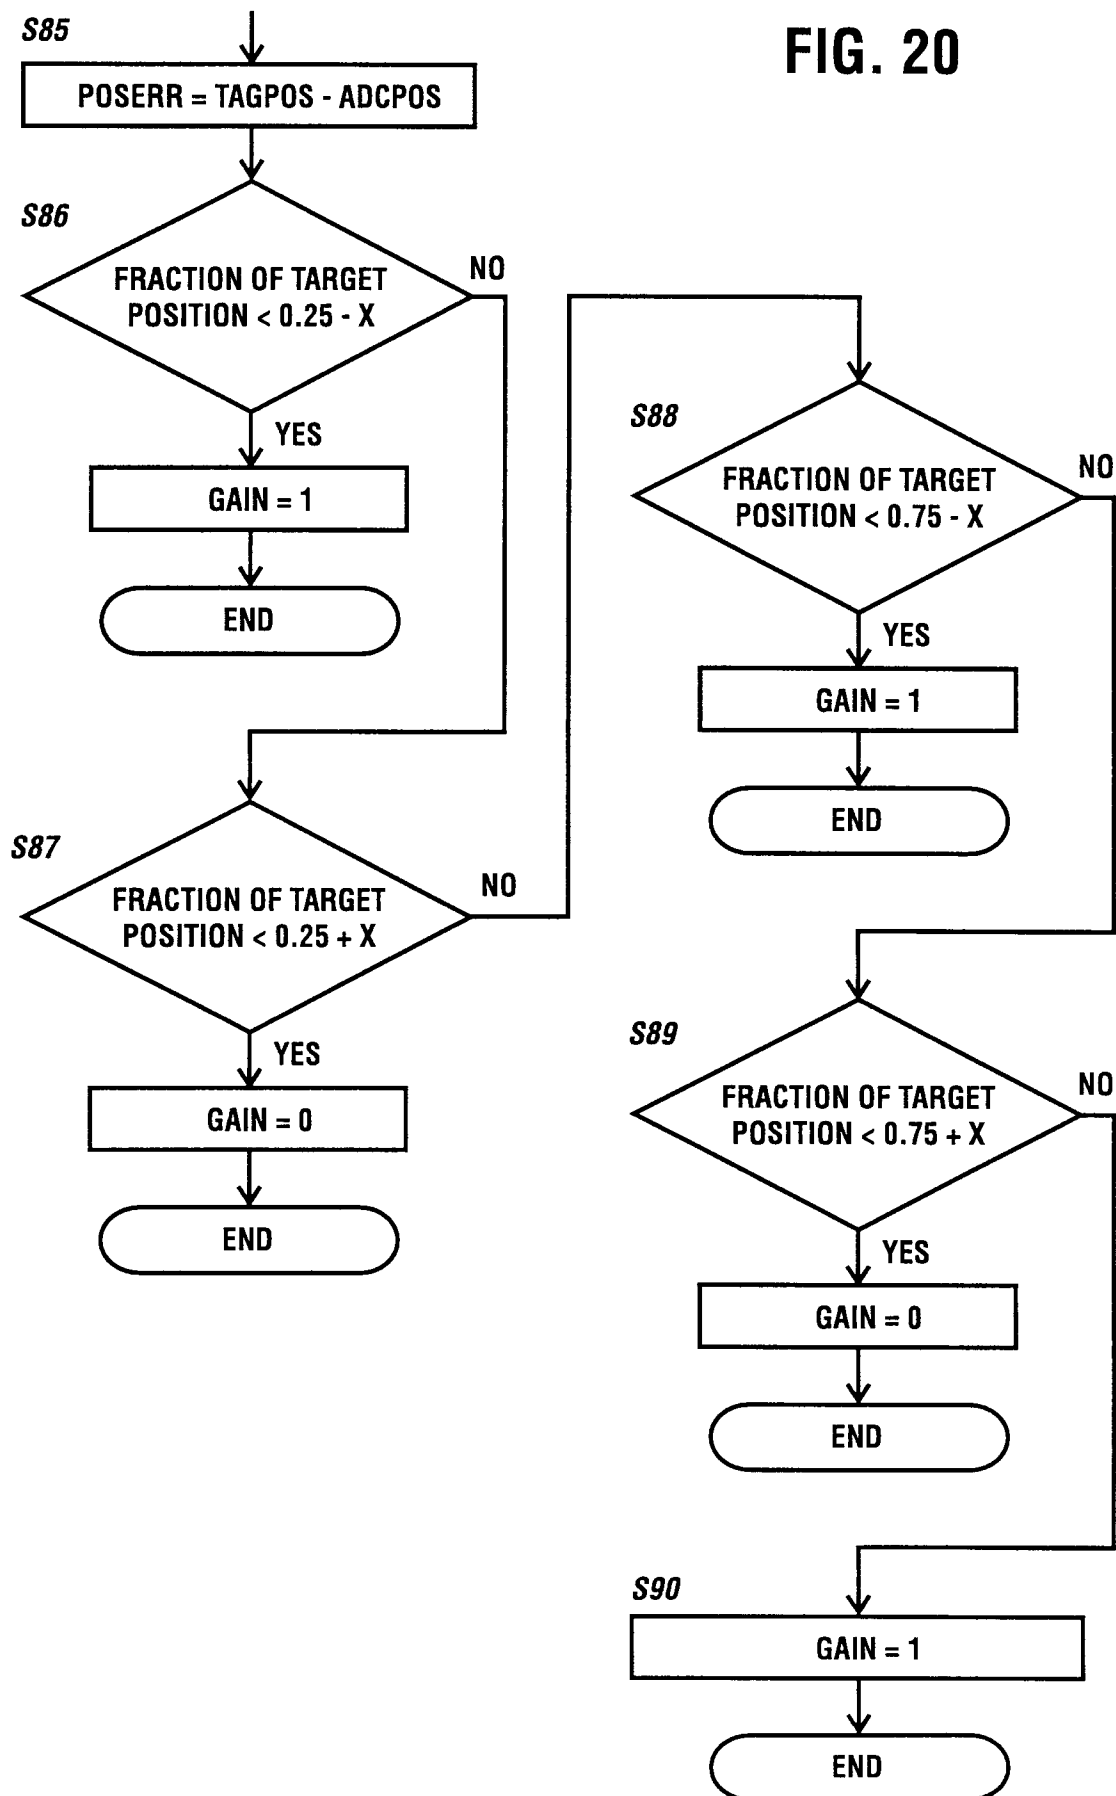 FIG. 20
S85
POSERR = TAGPOS - ADCPOS
S86
FRACTION OF TARGET
POSITION < 0.25 - X
NO
YES
GAIN = 1
END
S87
FRACTION OF TARGET
POSITION < 0.25 + X
NO
YES
GAIN = 0
END
S88
FRACTION OF TARGET
POSITION < 0.75 - X
NO
YES
GAIN = 1
END
S89
FRACTION OF TARGET
POSITION < 0.75 + X
NO
YES
GAIN = 0
END
S90
GAIN = 1
END